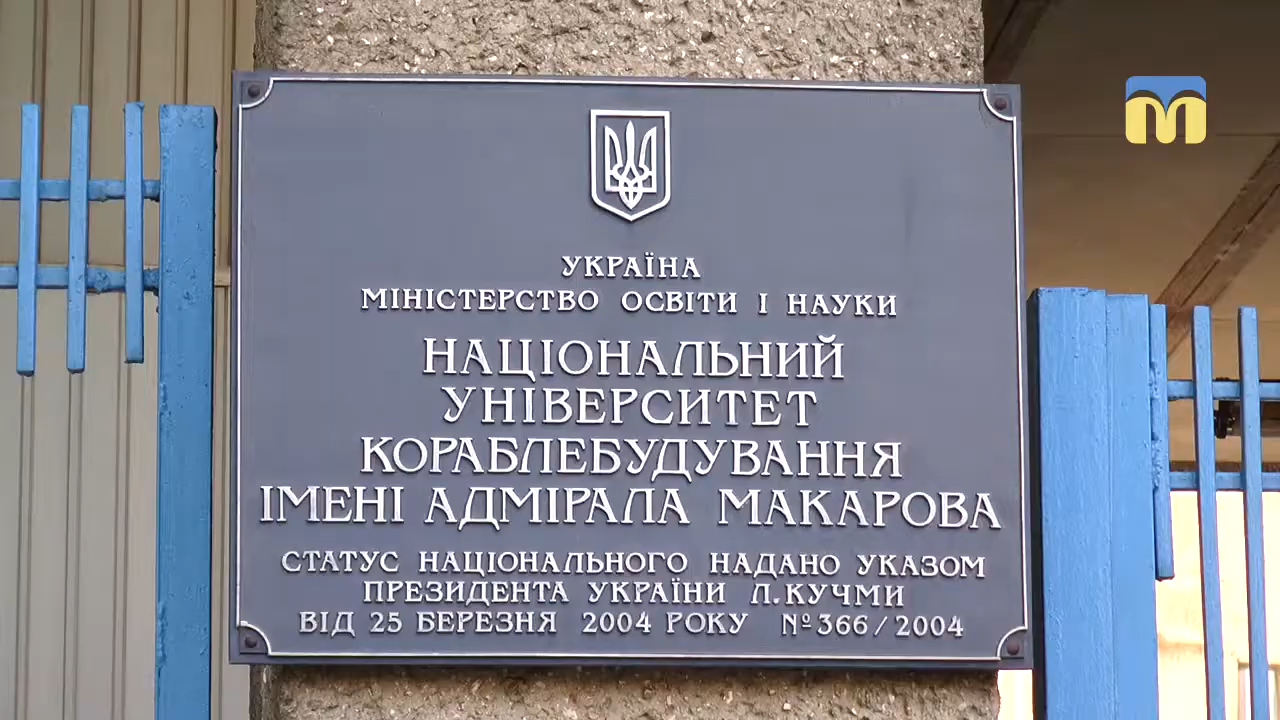 УКРАЇНА
МІНІСТЕРСТВО ОСВІТИ І НАУКИ
НАЦІОНАЛЬНИЙ
УНІВЕРСИТЕТ
КОРАБЛЕБУДУВАННЯ
ІМЕНІ АДМІРАЛА МАКАРОВА
СТАТУС НАЦІОНАЛЬНОГО НАДАНО УКАЗОМ
ПРЕЗИДЕНТА УКРАЇНИ Л.КУЧМИ
ВІД 25 БЕРЕЗНЯ 2004 РОКУ №366/2004